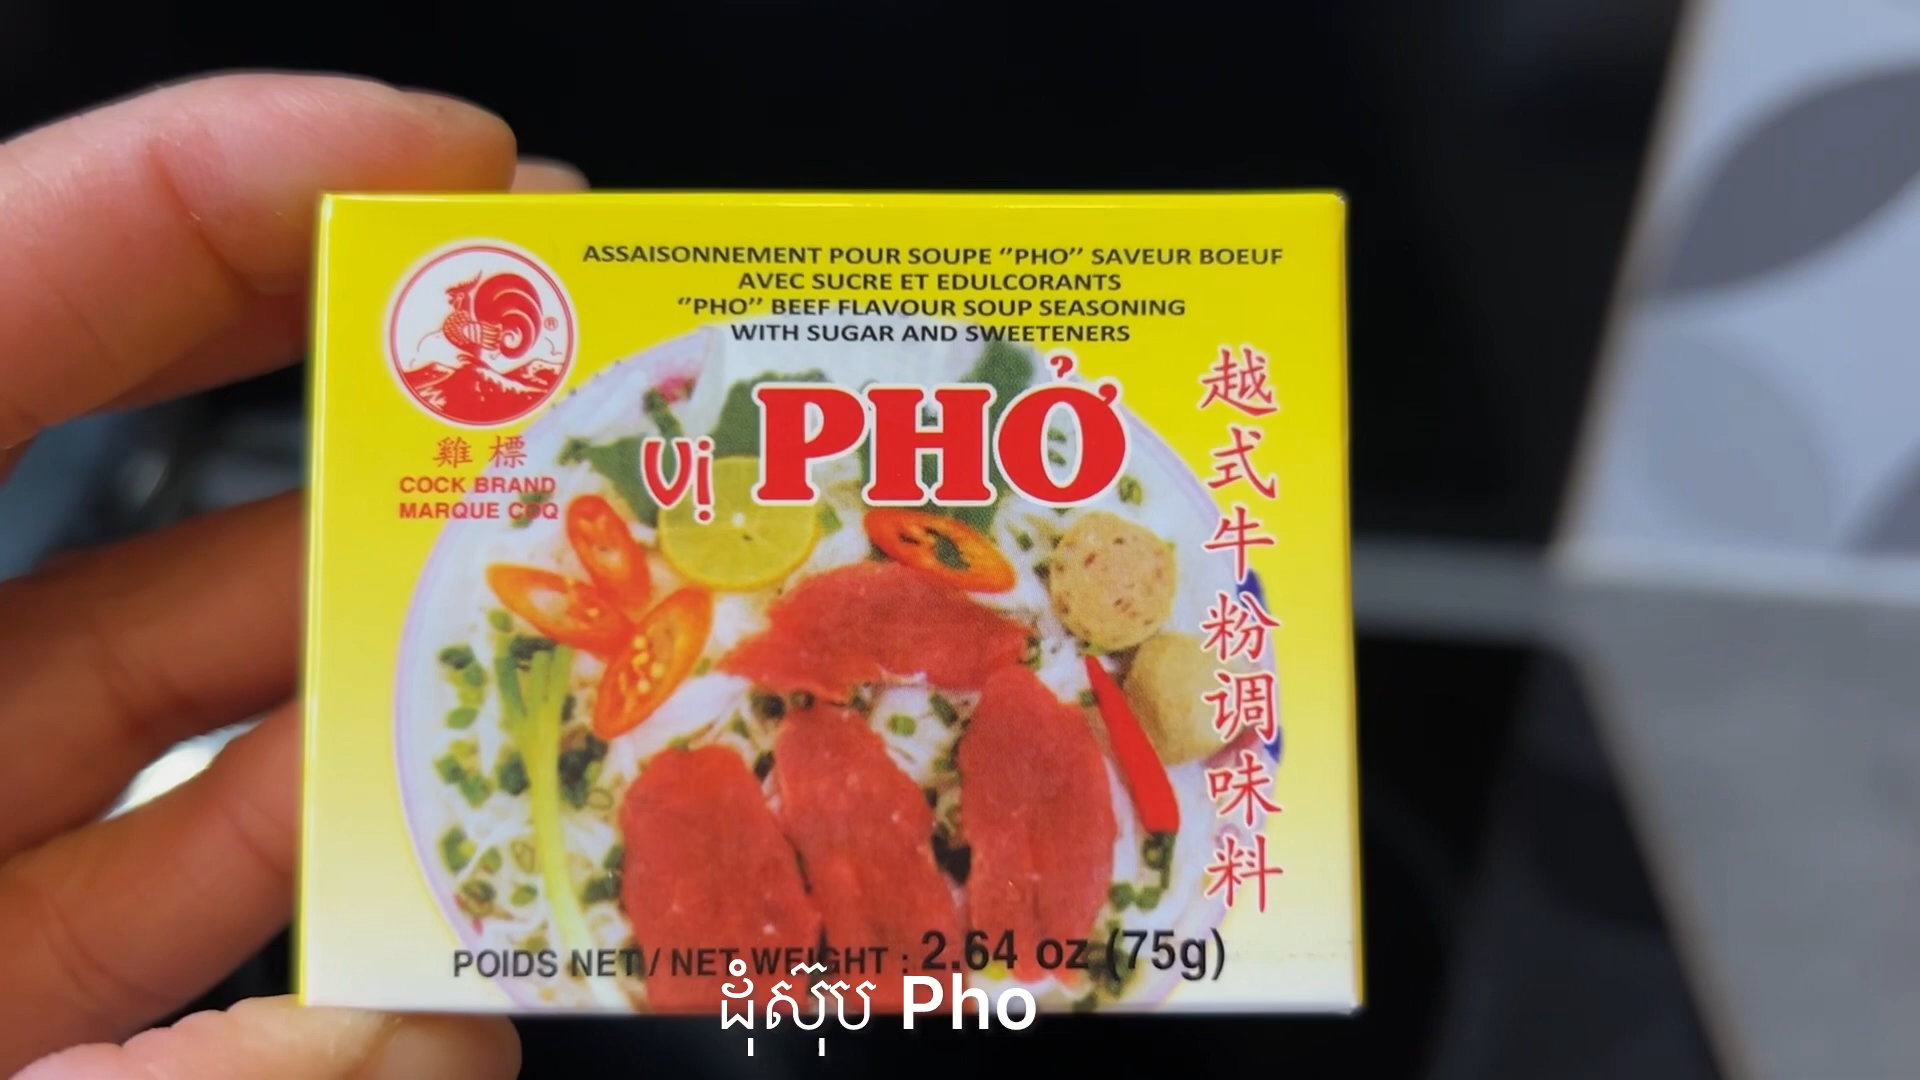 ASSAISONNEMENT POUR SOUPE “PHO” SAVEUR BOEUF
AVEC SUCRE ET EDULCORANTS
“PHO” BEEF FLAVOUR SOUP SEASONING
WITH SUGAR AND SWEETENERS
雞標
COCK BRAND
MARQUE COQ
Vị PHỞ
越式牛粉调味料
POIDS NET / NET WEIGHT : 2.64 oz (75g)
ដុំស៊ុប Pho